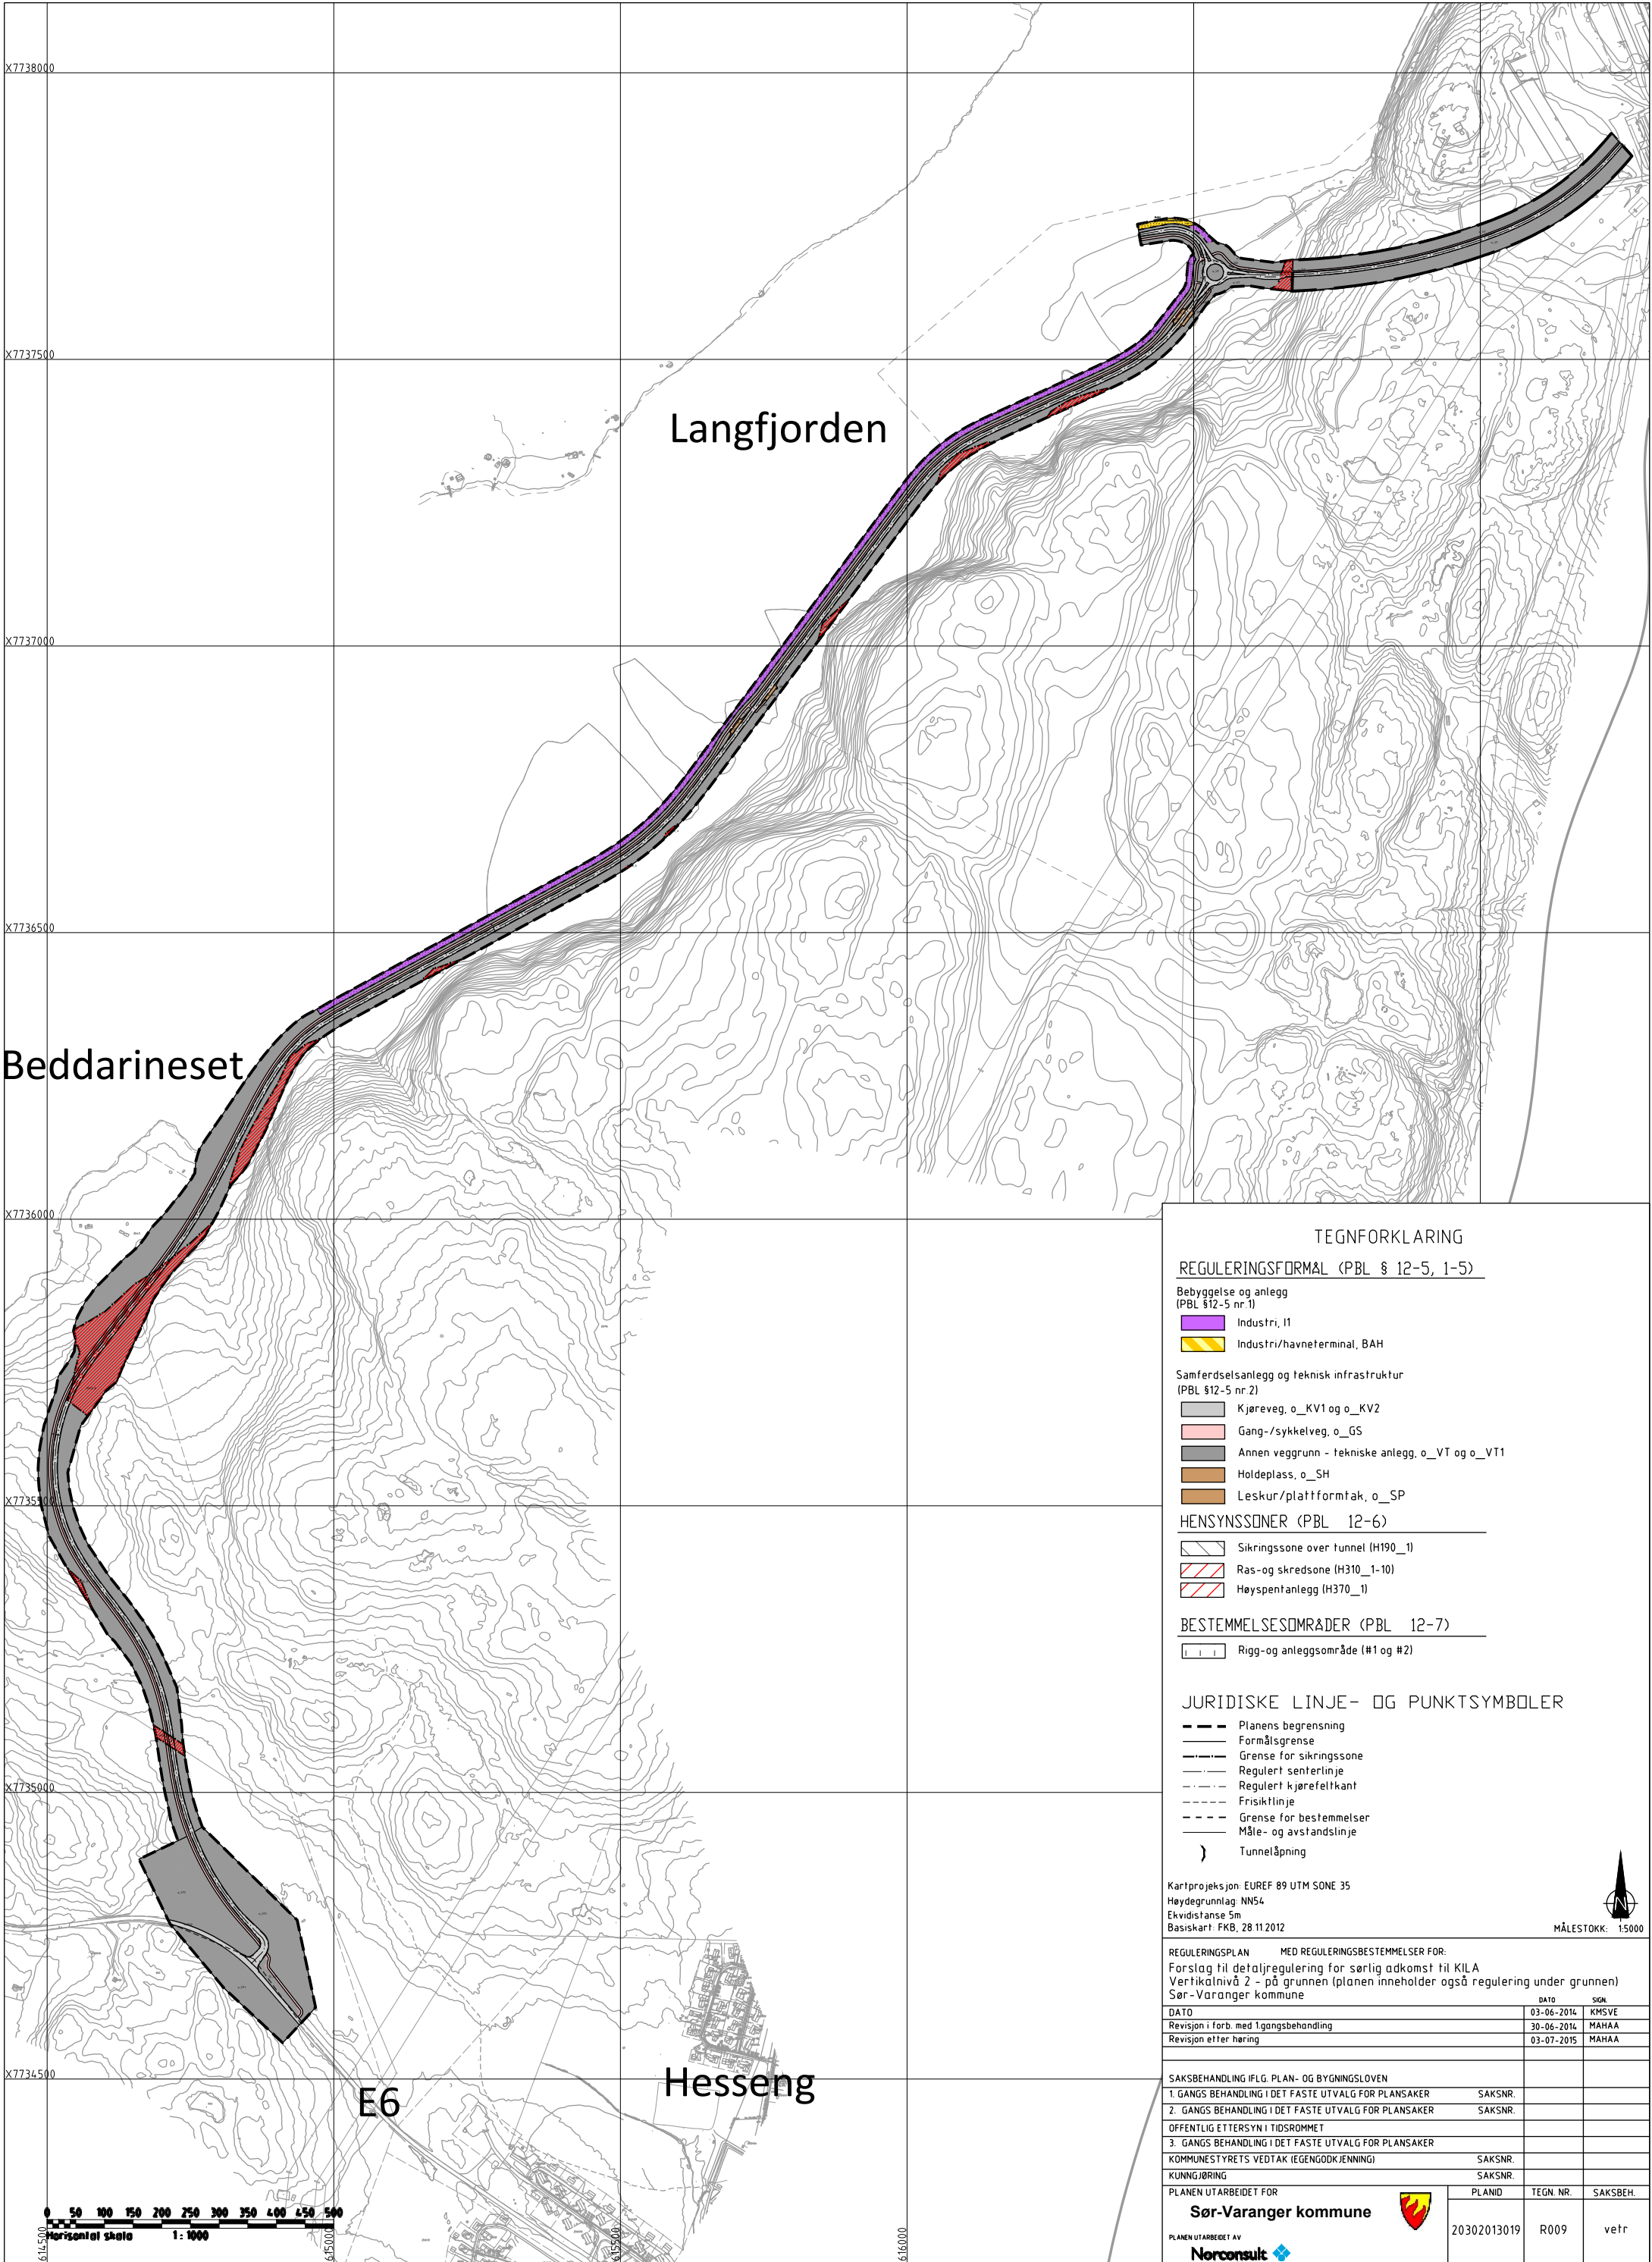 X7738000
X7737500
Langfjorden
X7737000
X7736500
Beddarineset
X7736000
X7735500
X7735000
X7734500
Hesseng
E6
0 50 100 150 200 250 300 350 400 450 500
Horisontal skala 1 : 1000
614500
615000
615500
616000
TEGNFORKLARING
REGULERINGSFORMÅL (PBL § 12-5, 1-5)
Bebyggelse og anlegg
(PBL §12-5 nr.1)
Industri, I1
Industri/havneterminal, BAH
Samferdselsanlegg og teknisk infrastruktur
(PBL §12-5 nr.2)
Kjøreveg, o_KV1 og o_KV2
Gang-/sykkelveg, o_GS
Annen veggrunn - tekniske anlegg, o_VT og o_VT1
Holdeplass, o_SH
Leskur/plattformtak, o_SP
HENSYNSSONER (PBL 12-6)
Sikringssone over tunnel (H190_1)
Ras-og skredsone (H310_1-10)
Høyspentanlegg (H370_1)
BESTEMMELSESOMRÅDER (PBL 12-7)
Rigg-og anleggsområde (#1 og #2)
JURIDISKE LINJE- OG PUNKTSYMBOLER
Planens begrensning
Formålsgrense
Grense for sikringssone
Regulert senterlinje
Regulert kjørefeltkant
Frisiktlinje
Grense for bestemmelser
Måle- og avstandslinje
Tunnelåpning
Kartprojeksjon: EUREF 89 UTM SONE 35
Høydegrunnlag: NN54
Ekvidistanse 5m
Basiskart: FKB, 28.11.2012
N
MÅLESTOKK: 1:5000
REGULERINGSPLAN MED REGULERINGSBESTEMMELSER FOR:
Forslag til detaljregulering for sørlig adkomst til KILA
Vertikalnivå 2 - på grunnen (planen inneholder også regulering under grunnen)
Sør-Varanger kommune
DATO SIGN.
DATO 03-06-2014 KMSVE
Revisjon i forb. med 1.gangsbehandling 30-06-2014 MAHAA
Revisjon etter høring 03-07-2015 MAHAA
SAKSBEHANDLING IFLG. PLAN- OG BYGNINGSLOVEN
1. GANGS BEHANDLING I DET FASTE UTVALG FOR PLANSAKER SAKSNR.
2. GANGS BEHANDLING I DET FASTE UTVALG FOR PLANSAKER SAKSNR.
OFFENTLIG ETTERSYN I TIDSROMMET
3. GANGS BEHANDLING I DET FASTE UTVALG FOR PLANSAKER
KOMMUNESTYRETS VEDTAK (EGENGODKJENNING) SAKSNR.
KUNNGJØRING SAKSNR.
PLANEN UTARBEIDET FOR
Sør-Varanger kommune
PLANEN UTARBEIDET AV
Norconsult
PLANID TEGN. NR. SAKSBEH.
20302013019 R009 vetr